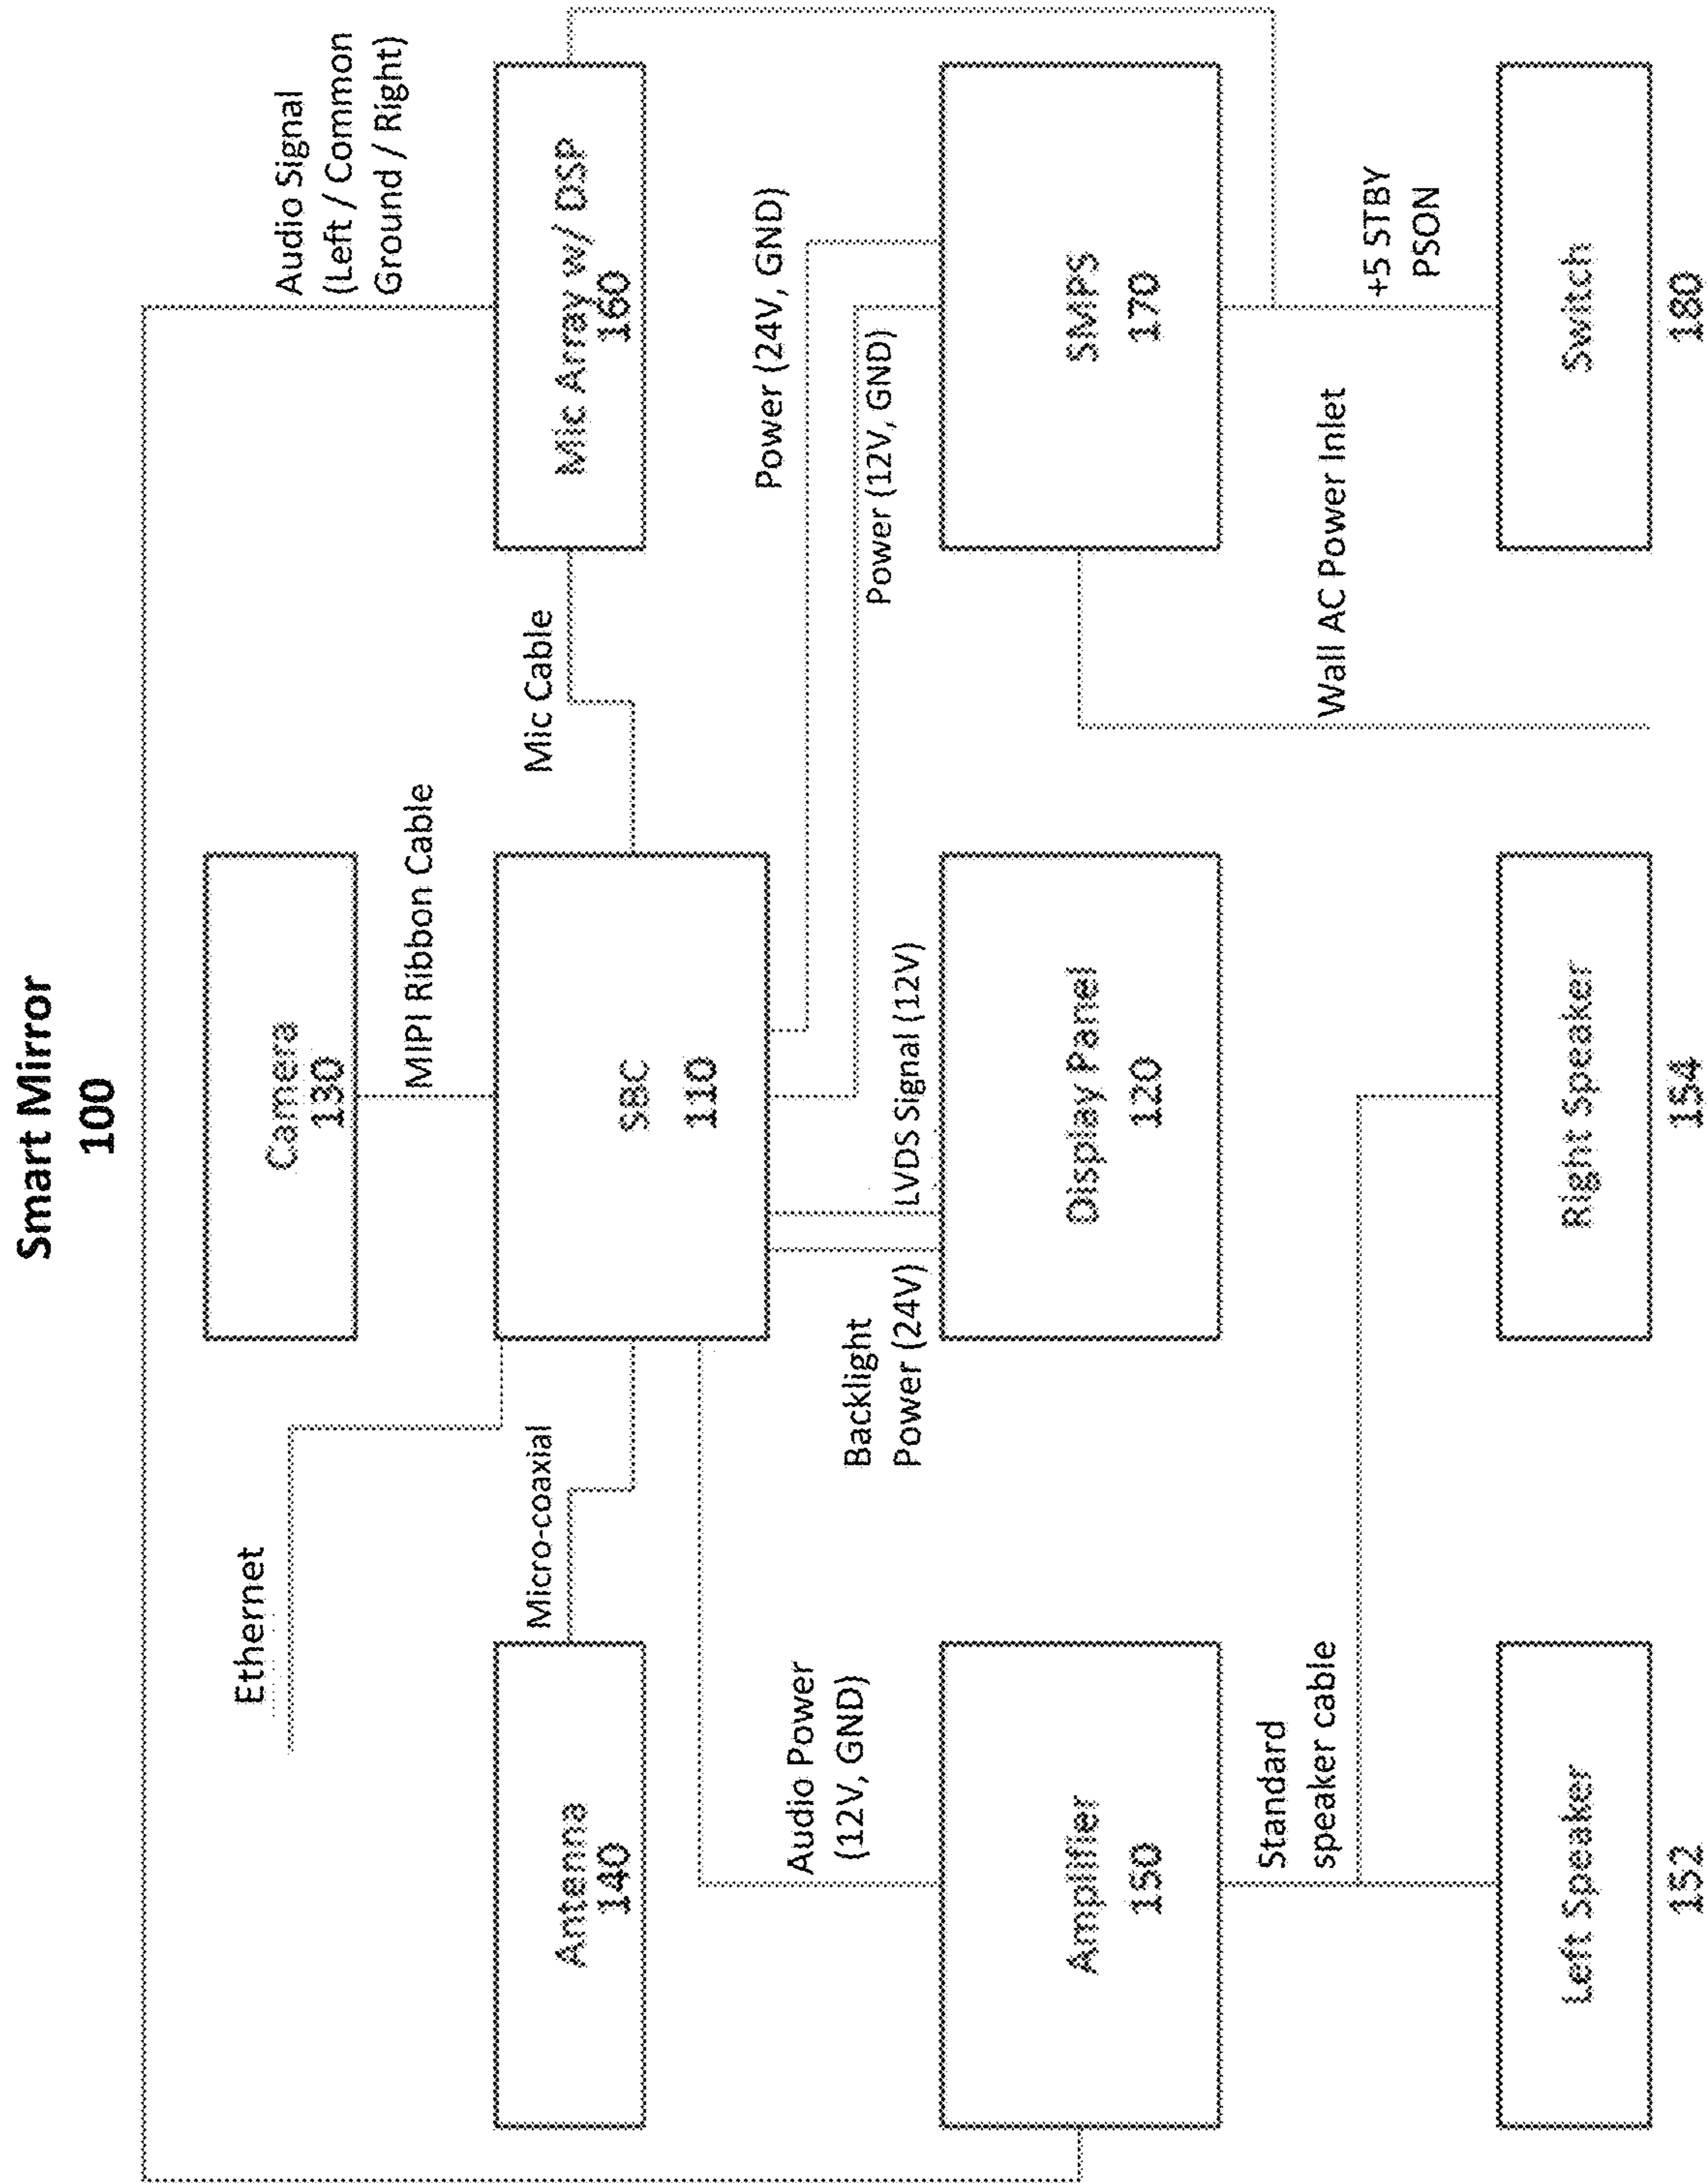 Smart Mirror
100
Ethernet
Camera
130
Audio Signal
(Left / Common
Ground / Right)
MIPI Ribbon Cable
Antenna
140
Micro-coaxial
SBC
110
Mic Cable
Mic Array w/ DSP
160
Audio Power
(12V, GND)
Backlight
Power (24V)
LVDS Signal (12V)
Power (24V, GND)
Power (12V, GND)
Amplifier
150
Display Panel
120
SMPS
170
Standard
speaker cable
Wall AC Power Inlet
+5 STBY
PSON
Left Speaker
152
Right Speaker
154
Switch
180